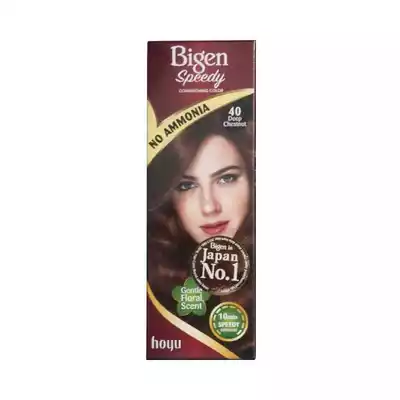 Bigen
Speedy
CONDITIONING COLOR
NO AMMONIA
40
Deep
Chestnut
Bigen is
Japan
No.1
Gentle
Floral
Scent
10min
SPEEDY
hoyu